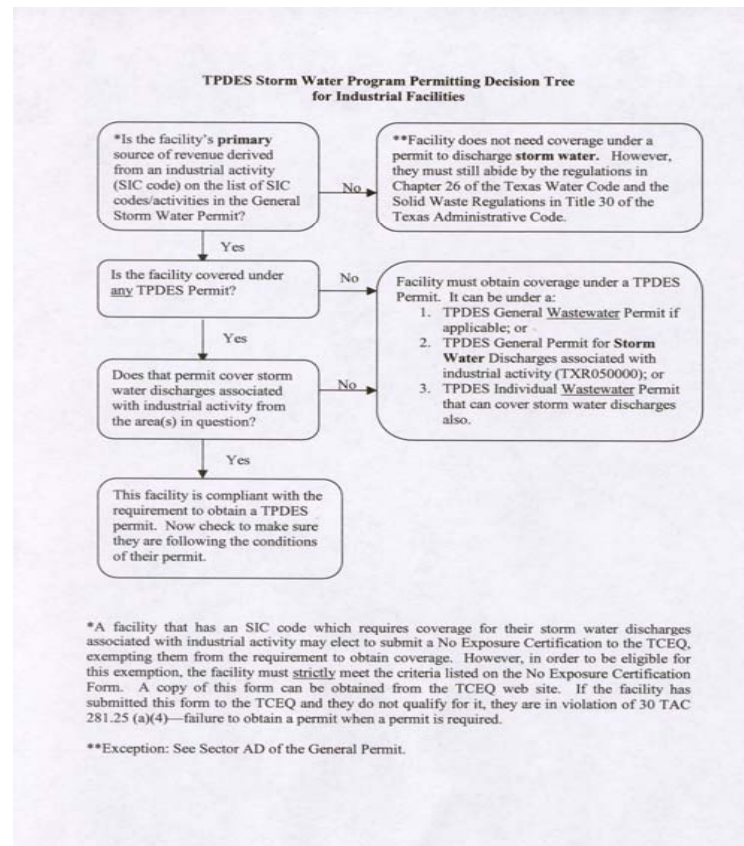 TPDES Storm Water Program Permitting Decision Tree
for Industrial Facilities
*Is the facility's primary
source of revenue derived
from an industrial activity
(SIC code) on the list of SIC
codes/activities in the General
Storm Water Permit?
No
**Facility does not need coverage under a
permit to discharge storm water. However,
they must still abide by the regulations in
Chapter 26 of the Texas Water Code and the
Solid Waste Regulations in Title 30 of the
Texas Administrative Code.
Yes
Is the facility covered under
any TPDES Permit?
No
Facility must obtain coverage under a TPDES
Permit. It can be under a:
1. TPDES General Wastewater Permit if
applicable; or
2. TPDES General Permit for Storm
Water Discharges associated with
industrial activity (TXR050000); or
3. TPDES Individual Wastewater Permit
that can cover storm water discharges
also.
Yes
Does that permit cover storm
water discharges associated
with industrial activity from
the area(s) in question?
No
Yes
This facility is compliant with the
requirement to obtain a TPDES
permit. Now check to make sure
they are following the conditions
of their permit.
*A facility that has an SIC code which requires coverage for their storm water discharges
associated with industrial activity may elect to submit a No Exposure Certification to the TCEQ,
exempting them from the requirement to obtain coverage. However, in order to be eligible for
this exemption, the facility must strictly meet the criteria listed on the No Exposure Certification
Form. A copy of this form can be obtained from the TCEQ web site. If the facility has
submitted this form to the TCEQ and they do not qualify for it, they are in violation of 30 TAC
281.25 (a)(4)—failure to obtain a permit when a permit is required.
**Exception: See Sector AD of the General Permit.